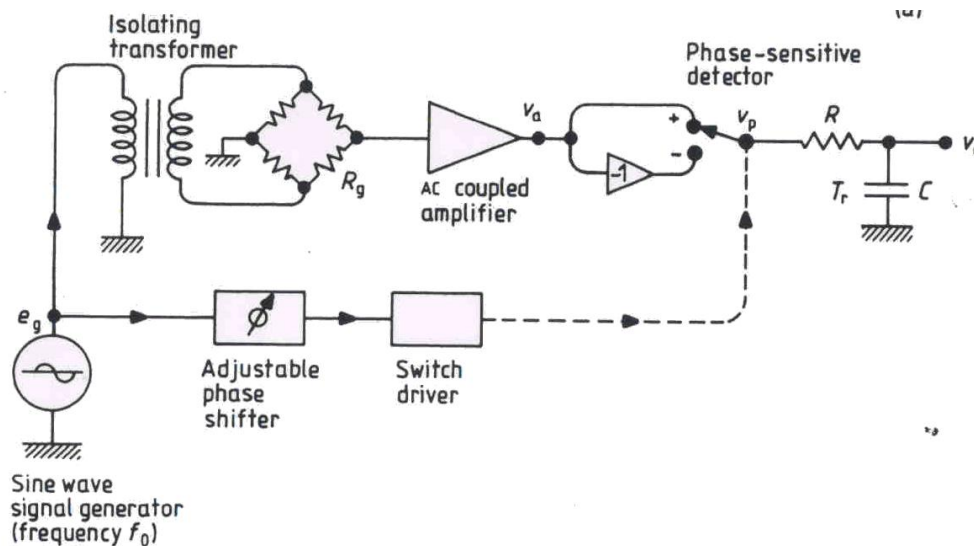 Isolating
transformer
Phase-sensitive
detector
R_g
AC coupled
amplifier
v_a
+
-
-1
v_p
R
T_r
C
e_g
ϕ
Adjustable
phase
shifter
Switch
driver
Sine wave
signal generator
(frequency f_0)